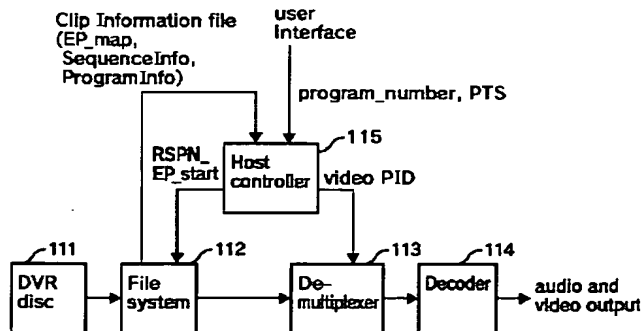 Clip Information file
(EP_map,
SequenceInfo,
ProgramInfo)
user
interface
program_number, PTS
115
RSPN_
EP_start
Host
controller
video PID
111
112
113
114
DVR
disc
File
system
De-
multiplexer
Decoder
audio and
video output